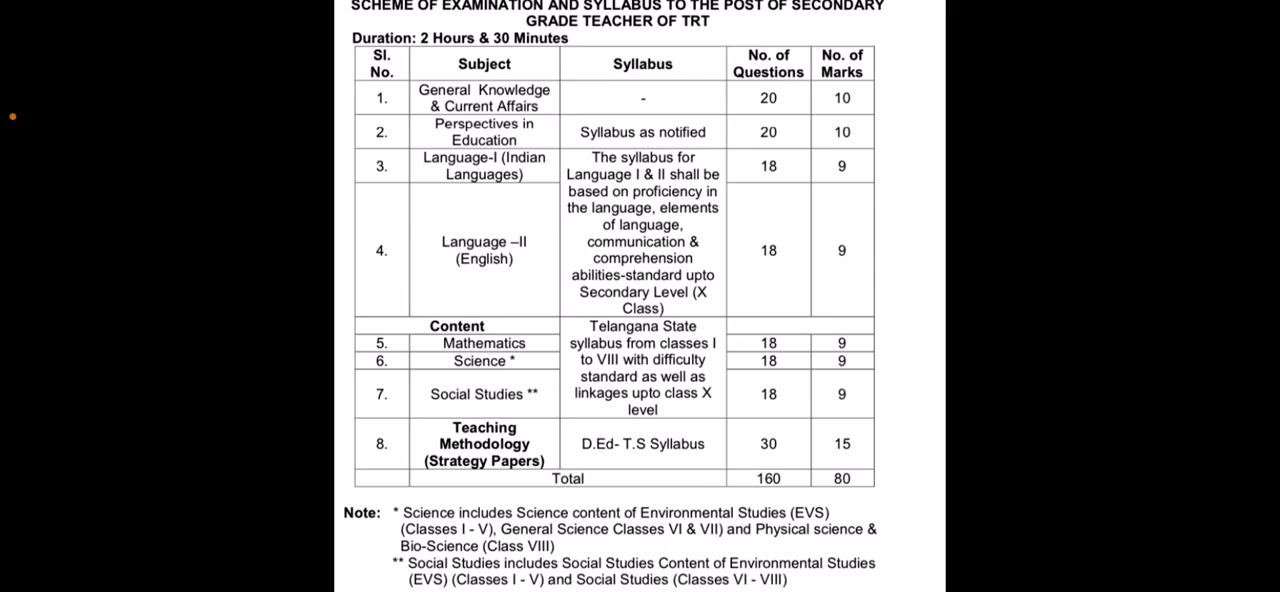 SCHEME OF EXAMINATION AND SYLLABUS TO THE POST OF SECONDARY
GRADE TEACHER OF TRT
Duration: 2 Hours & 30 Minutes
Sl. No. Subject Syllabus No. of Questions No. of Marks
1. General Knowledge & Current Affairs - 20 10
2. Perspectives in Education Syllabus as notified 20 10
3. Language-I (Indian Languages) 18 9
The syllabus for
Language I & II shall be
based on proficiency in
the language, elements
of language,
communication &
comprehension
abilities-standard upto
Secondary Level (X
Class)
4. Language –II (English) 18 9
Content
Telangana State
syllabus from classes I
to VIII with difficulty
standard as well as
linkages upto class X
level
5. Mathematics 18 9
6. Science * 18 9
7. Social Studies ** 18 9
8. Teaching Methodology (Strategy Papers) D.Ed- T.S Syllabus 30 15
Total 160 80
Note: * Science includes Science content of Environmental Studies (EVS)
(Classes I - V), General Science Classes VI & VII) and Physical science &
Bio-Science (Class VIII)
** Social Studies includes Social Studies Content of Environmental Studies
(EVS) (Classes I - V) and Social Studies (Classes VI - VIII)